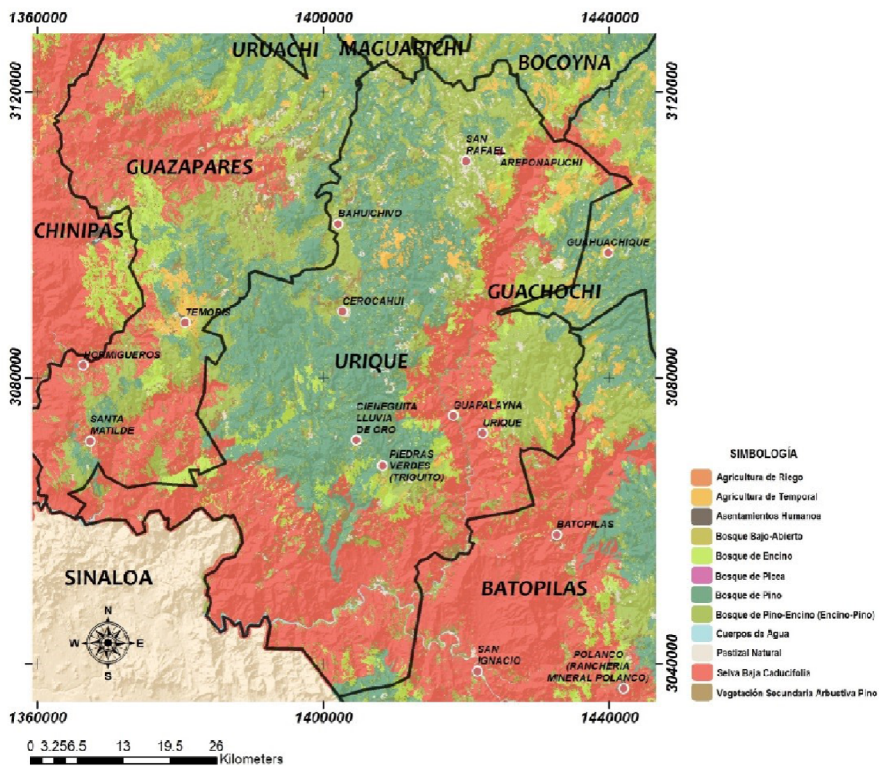 1360000 1400000 1440000
URUACHI
MAGUARICHI
BOCOYNA
3120000
3120000
SAN
RAFAEL
AREPONAPUCHI
GUAZAPARES
BAHUICHIVO
CHINIPAS
GUAHUACHIQUE
GUACHOCHI
CEROCAHUI
TEMORIS
HORMIGUEROS
URIQUE
3080000
3080000
GUAPALAYNA
SANTA
MATILDE
CIENEGUITA
LLUVIA
DE ORO
URIQUE
PIEDRAS
VERDES
(TRIGUITO)
BATOPILAS
SINALOA
BATOPILAS
N
W E
S
SAN
IGNACIO
POLANCO
(RANCHERIA
MINERAL POLANCO)
3040000
3040000
1360000 1400000 1440000
0 3.25 6.5 13 19.5 26
Kilometers
SIMBOLOGÍA
Agricultura de Riego
Agricultura de Temporal
Asentamientos Humanos
Bosque Bajo-Abierto
Bosque de Encino
Bosque de Picea
Bosque de Pino
Bosque de Pino-Encino (Encino-Pino)
Cuerpos de Agua
Pastizal Natural
Selva Baja Caducifolia
Vegetación Secundaria Arbustiva Pino